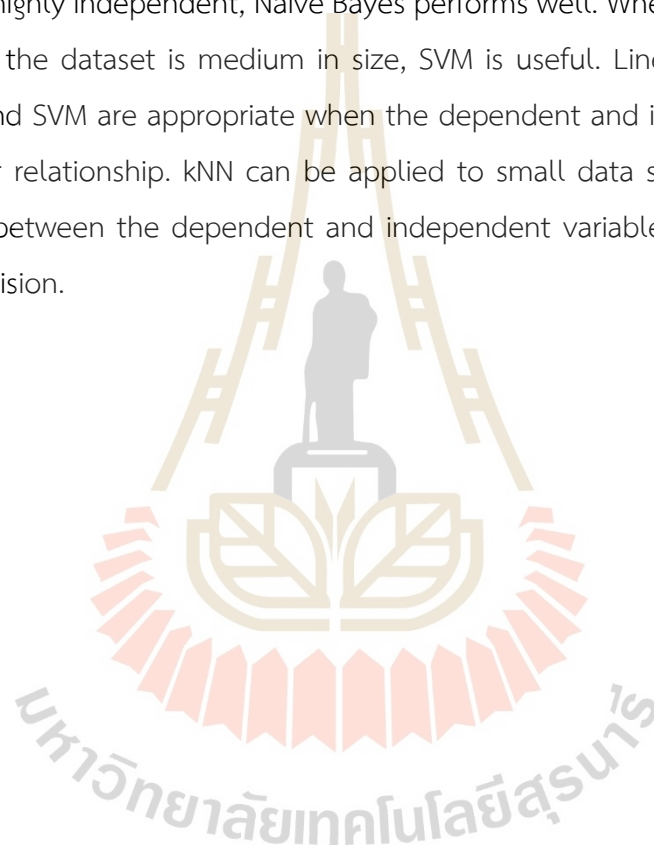 highly independent, Naïve Bayes performs well. Whe
the dataset is medium in size, SVM is useful. Lin
nd SVM are appropriate when the dependent and i
relationship. kNN can be applied to small data s
between the dependent and independent variable
ision.
มหาวิทยาลัยเทคโนโลยีสุรนารี